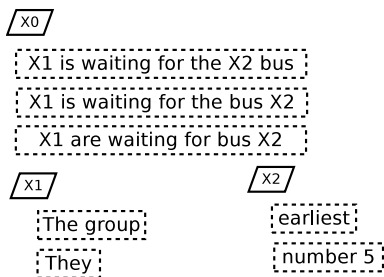 X0
X1 is waiting for the X2 bus
X1 is waiting for the bus X2
X1 are waiting for bus X2
X1 X2
The group earliest
They number 5